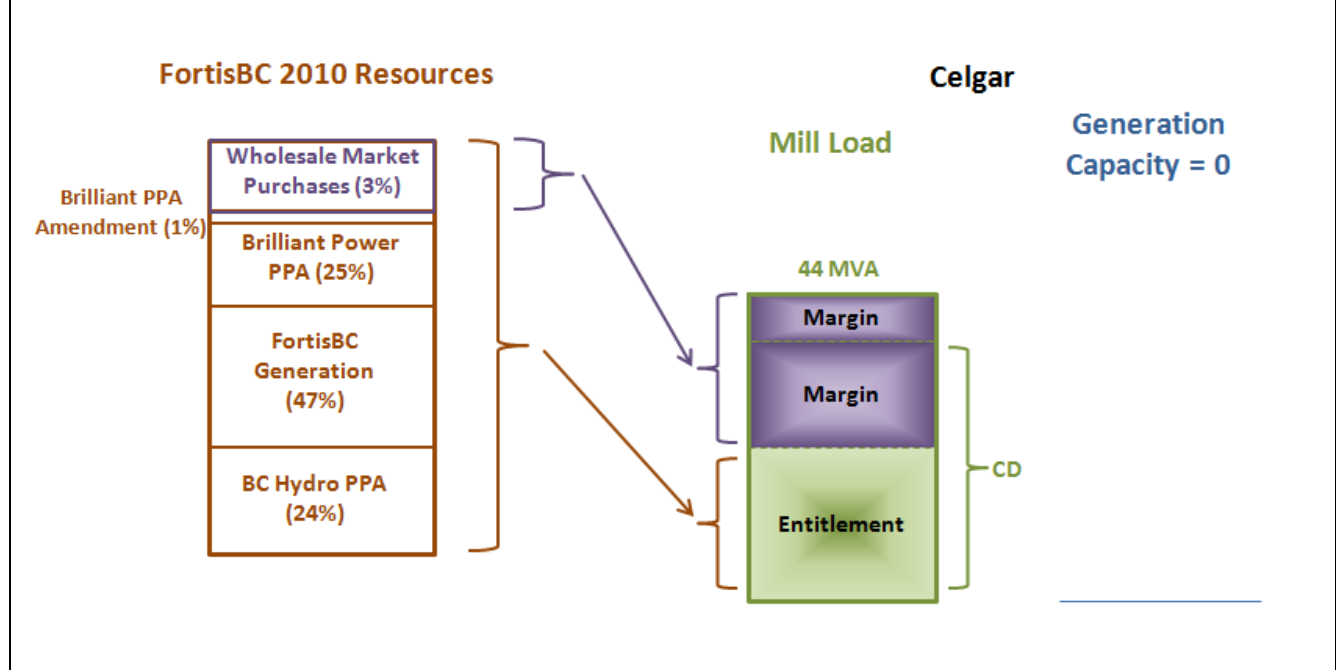 FortisBC 2010 Resources
Wholesale Market
Purchases (3%)
Brilliant PPA
Amendment (1%)
Brilliant Power
PPA (25%)
FortisBC
Generation
(47%)
BC Hydro PPA
(24%)
Celgar
Mill Load
Generation
Capacity = 0
44 MVA
Margin
Margin
Entitlement
CD